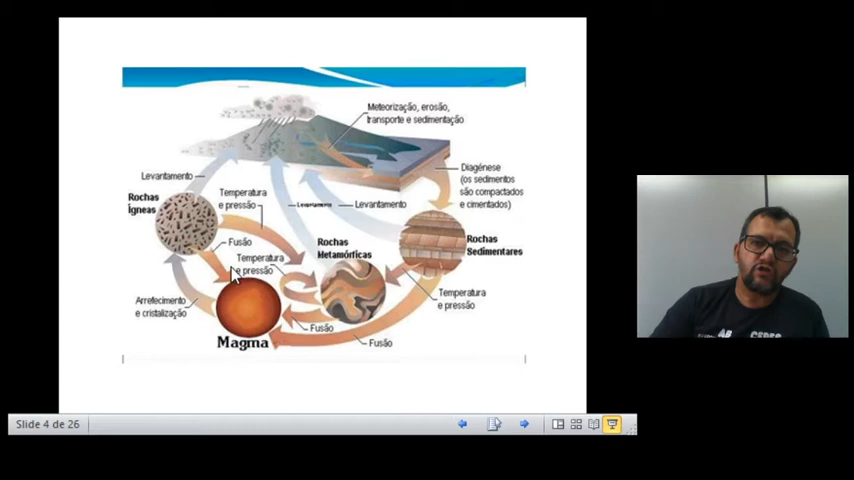 Meteorização, erosão,
transporte e sedimentação
Levantamento
Diagénese
(os sedimentos
são compactados
e cimentados)
Rochas
Ígneas
Temperatura
e pressão
Levantamento
Levantamento
Fusão
Rochas
Metamórficas
Rochas
Sedimentares
Temperatura
e pressão
Arrefecimento
e cristalização
Temperatura
e pressão
Fusão
Magma
Fusão
Slide 4 de 26